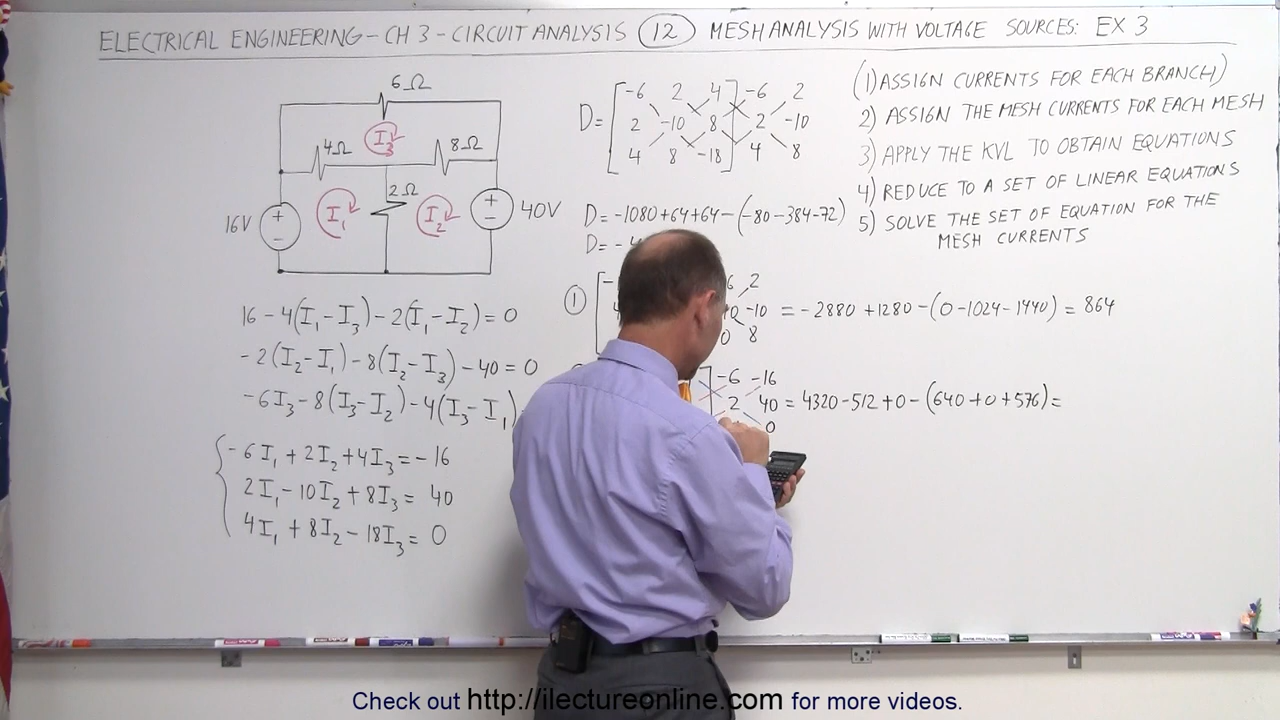 ELECTRICAL ENGINEERING – CH 3 – CIRCUIT ANALYSIS 12 MESH ANALYSIS WITH VOLTAGE SOURCES: EX 3
6Ω
I₃
4Ω 8Ω
2Ω
I₁ I₂
16V + − + − 40V
16 - 4(I₁ - I₃) - 2(I₁ - I₂) = 0
- 2(I₂ - I₁) - 8(I₂ - I₃) - 40 = 0
- 6I₃ - 8(I₃ - I₂) - 4(I₃ - I₁)
- 6I₁ + 2I₂ + 4I₃ = - 16
2I₁ - 10I₂ + 8I₃ = 40
4I₁ + 8I₂ - 18I₃ = 0
-6 2 4 -6 2
D = 2 -10 8 2 -10
4 8 -18 4 8
D = -1080 + 64 + 64 - (-80 - 384 - 72)
D = -
2
1 -10 = - 2880 + 1280 - (0 - 1024 - 1440) = 864
8
-6 -16
2 40 = 4320 - 512 + 0 - (640 + 0 + 576) =
0
(1) ASSIGN CURRENTS FOR EACH BRANCH)
2) ASSIGN THE MESH CURRENTS FOR EACH MESH
3) APPLY THE KVL TO OBTAIN EQUATIONS
4) REDUCE TO A SET OF LINEAR EQUATIONS
5) SOLVE THE SET OF EQUATION FOR THE
MESH CURRENTS
Check out http://ilectureonline.com for more videos.